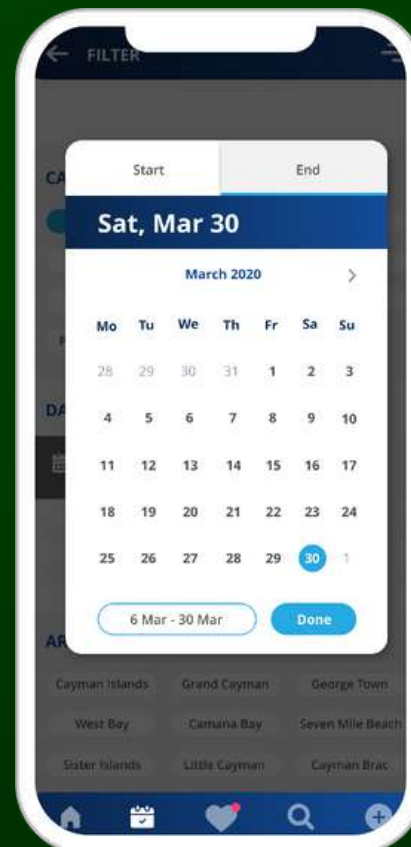 FILTER
CA
Start End
Sat, Mar 30
March 2020
Mo Tu We Th Fr Sa Su
28 29 30 31 1 2 3
4 5 6 7 8 9 10
11 12 13 14 15 16 17
18 19 20 21 22 23 24
25 26 27 28 29 30 1
DA
6 Mar - 30 Mar Done
AR
Cayman Islands Grand Cayman George Town
West Bay Camana Bay Seven Mile Beach
Sister Islands Little Cayman Cayman Brac